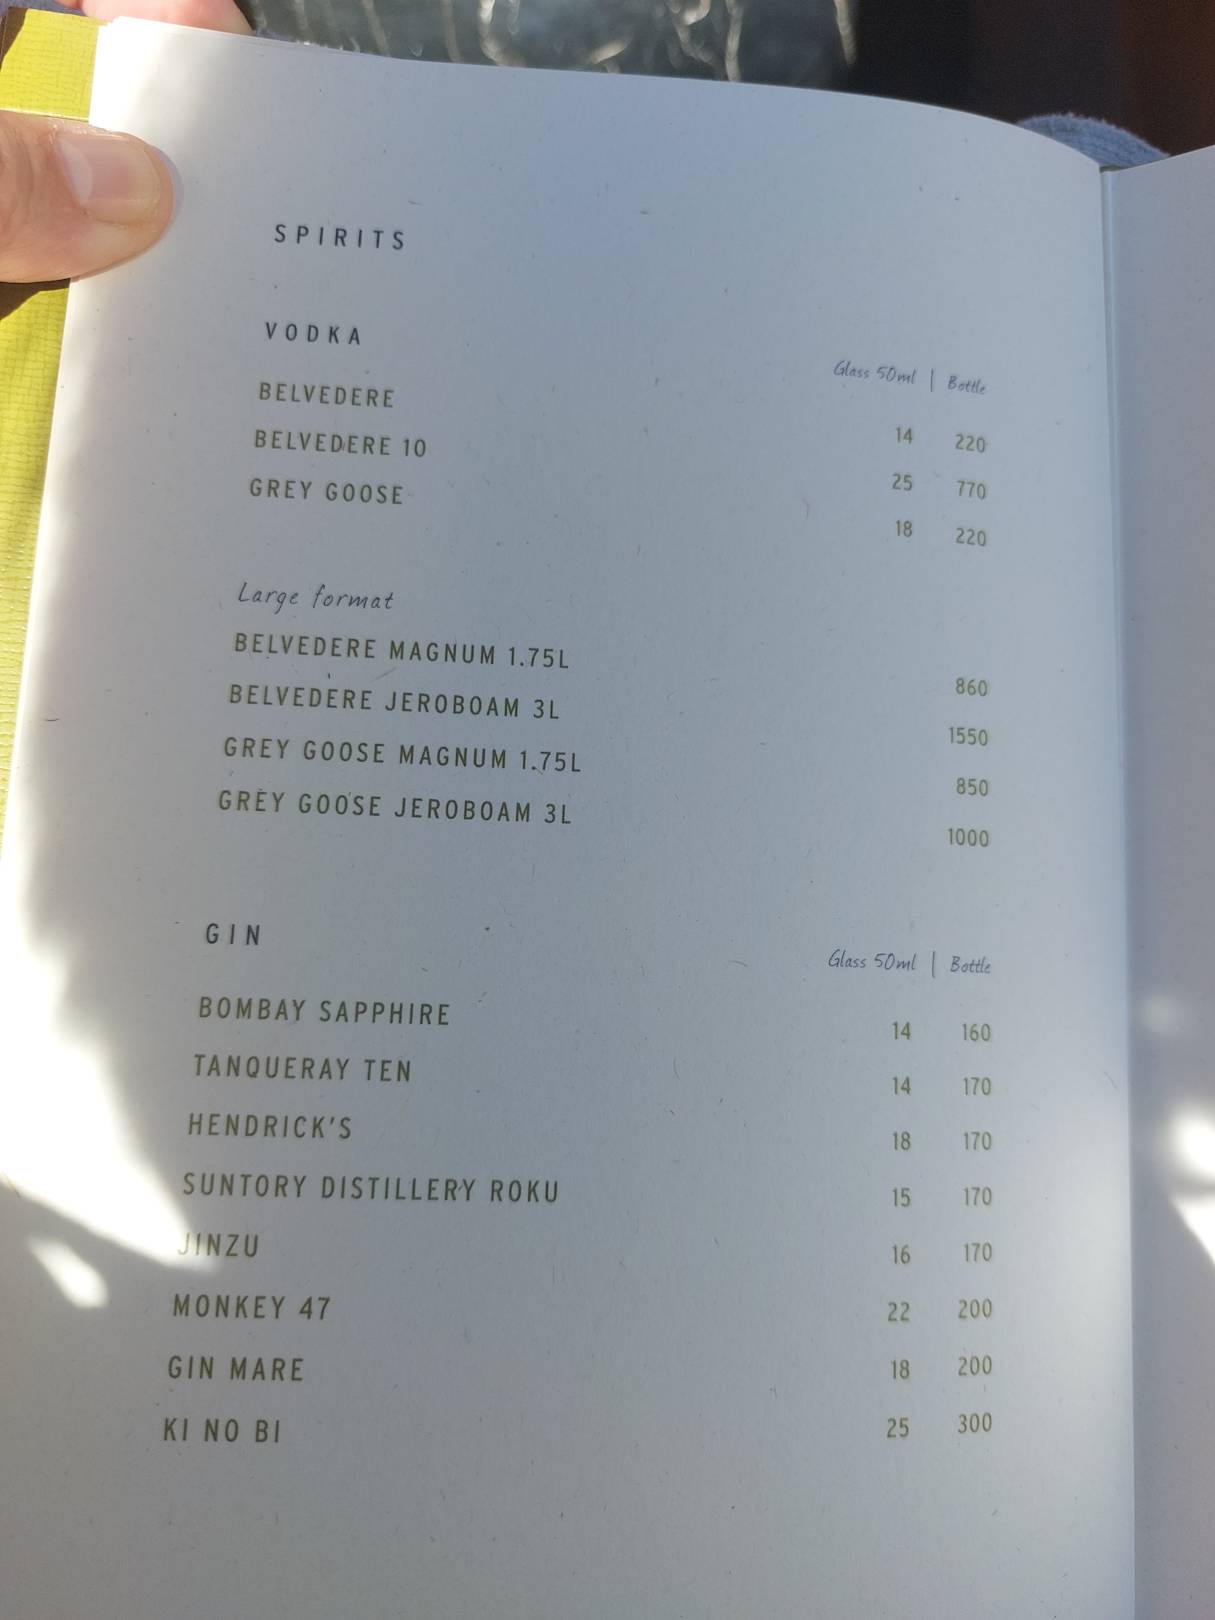 SPIRITS
VODKA
Glass 50ml | Bottle
BELVEDERE 14 220
BELVEDERE 10 25 770
GREY GOOSE 18 220
Large format
BELVEDERE MAGNUM 1.75L 860
BELVEDERE JEROBOAM 3L 1550
GREY GOOSE MAGNUM 1.75L 850
GREY GOOSE JEROBOAM 3L 1000
GIN
Glass 50ml | Bottle
BOMBAY SAPPHIRE 14 160
TANQUERAY TEN 14 170
HENDRICK'S 18 170
SUNTORY DISTILLERY ROKU 15 170
JINZU 16 170
MONKEY 47 22 200
GIN MARE 18 200
KI NO BI 25 300